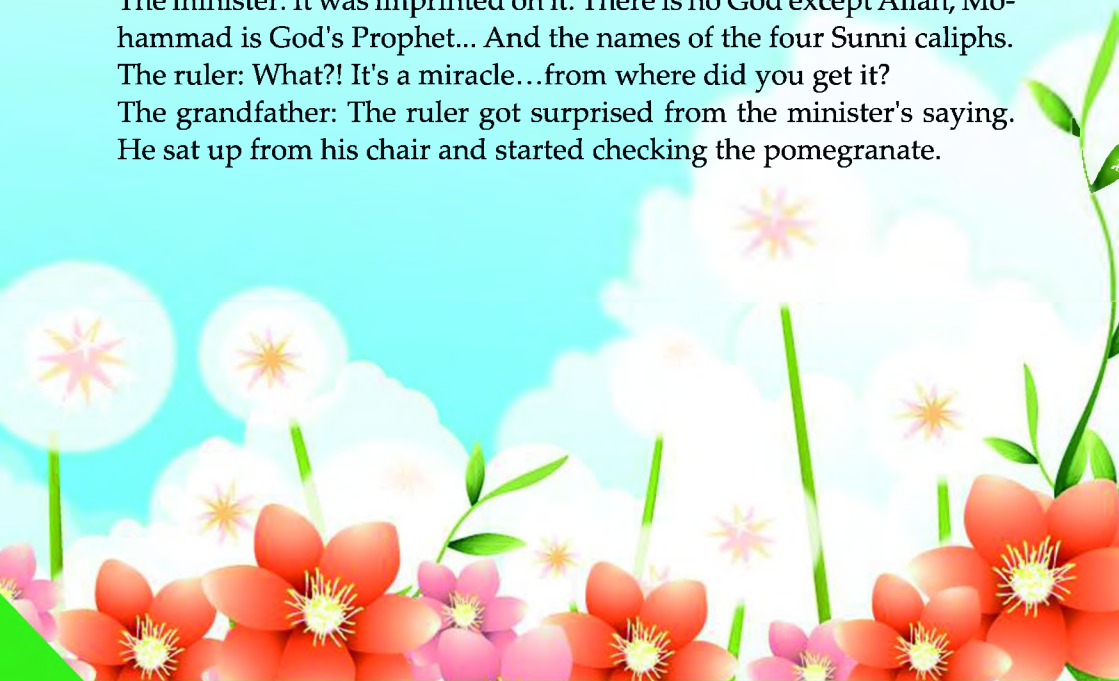 The minister: It was imprinted on it: There is no God except Allah, Mo-
hammad is God's Prophet... And the names of the four Sunni caliphs.
The ruler: What?! It's a miracle...from where did you get it?
The grandfather: The ruler got surprised from the minister's saying.
He sat up from his chair and started checking the pomegranate.